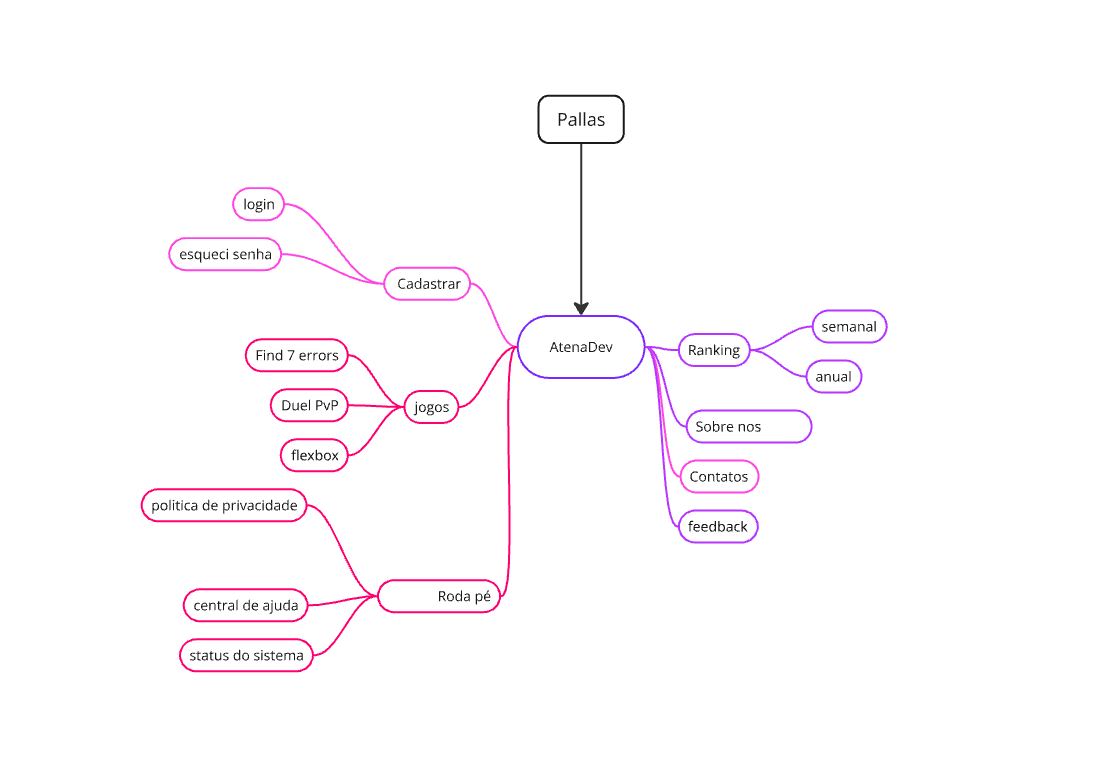 Pallas
login
esqueci senha
Cadastrar
AtenaDev
Find 7 errors
Duel PvP
jogos
flexbox
politica de privacidade
central de ajuda
Roda pé
status do sistema
Ranking
semanal
anual
Sobre nos
Contatos
feedback